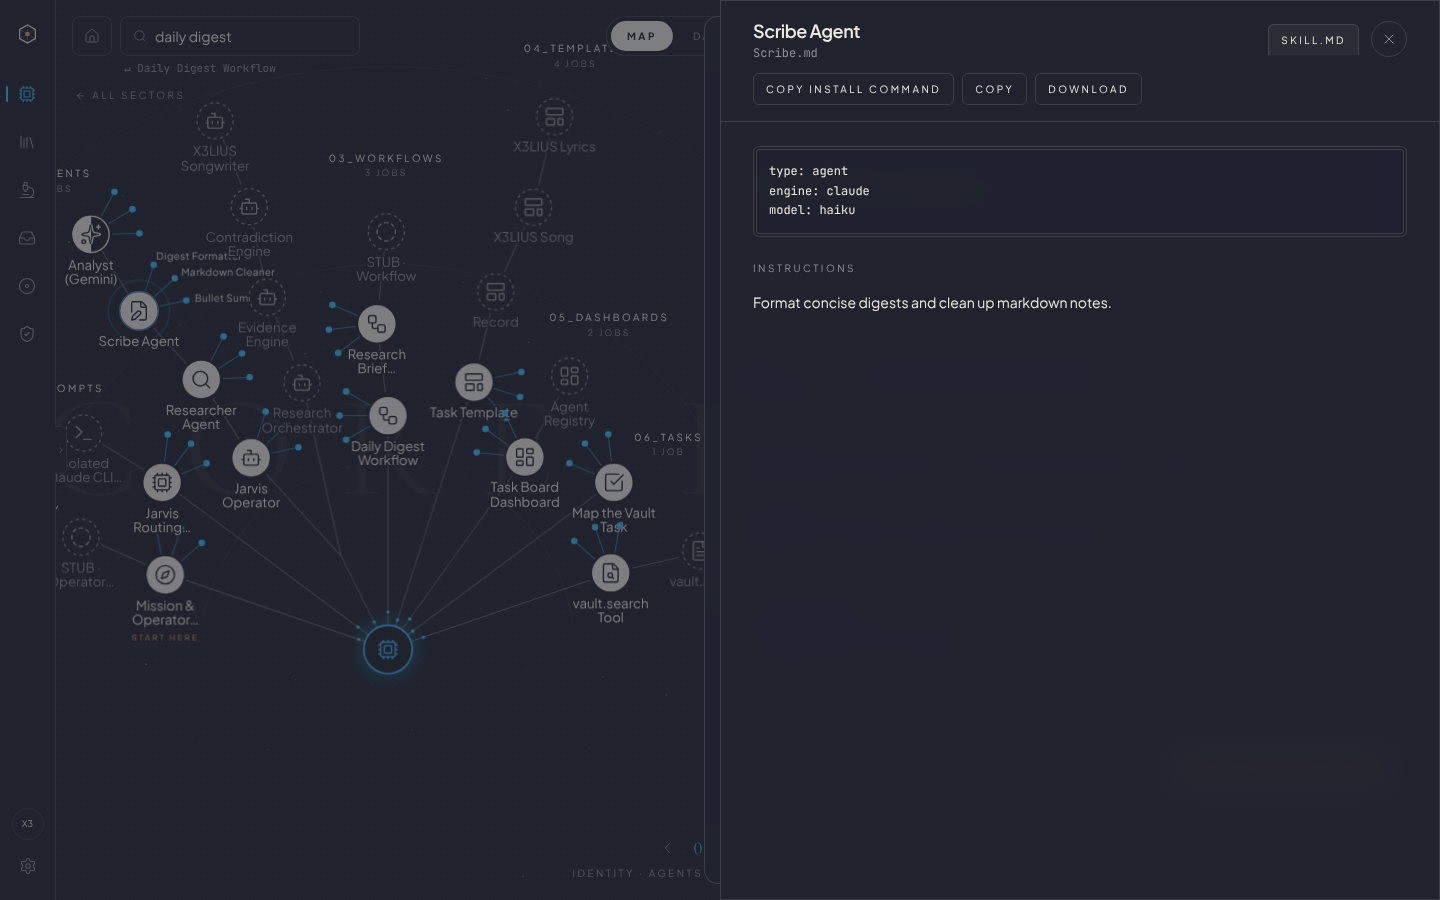 daily digest
↵ Daily Digest Workflow
← ALL SECTORS
MAP
04_TEMPLAT
4 JOBS
X3LIUS
Songwriter
X3LIUS Lyrics
03_WORKFLOWS
3 JOBS
ENTS
BS
Contradiction
Engine
X3LIUS Song
Analyst
(Gemini)
Digest Format...
Markdown Cleaner
Bullet Sum
STUB ·
Workflow
Scribe Agent
Evidence
Engine
Record
05_DASHBOARDS
2 JOBS
Research
Brief...
OMPTS
Researcher
Agent
Research
Orchestrator
Task Template
Agent
Registry
Daily Digest
Workflow
06_TASKS
1 JOB
olated
laude CLI...
Jarvis
Routing...
Jarvis
Operator
Task Board
Dashboard
Map the Vault
Task
STUB ·
Operator...
Mission &
Operator...
START HERE
vault.search
Tool
vault.
X3
0
IDENTITY · AGENTS
Scribe Agent
Scribe.md
SKILL.MD
COPY INSTALL COMMAND
COPY
DOWNLOAD
type: agent
engine: claude
model: haiku
INSTRUCTIONS
Format concise digests and clean up markdown notes.